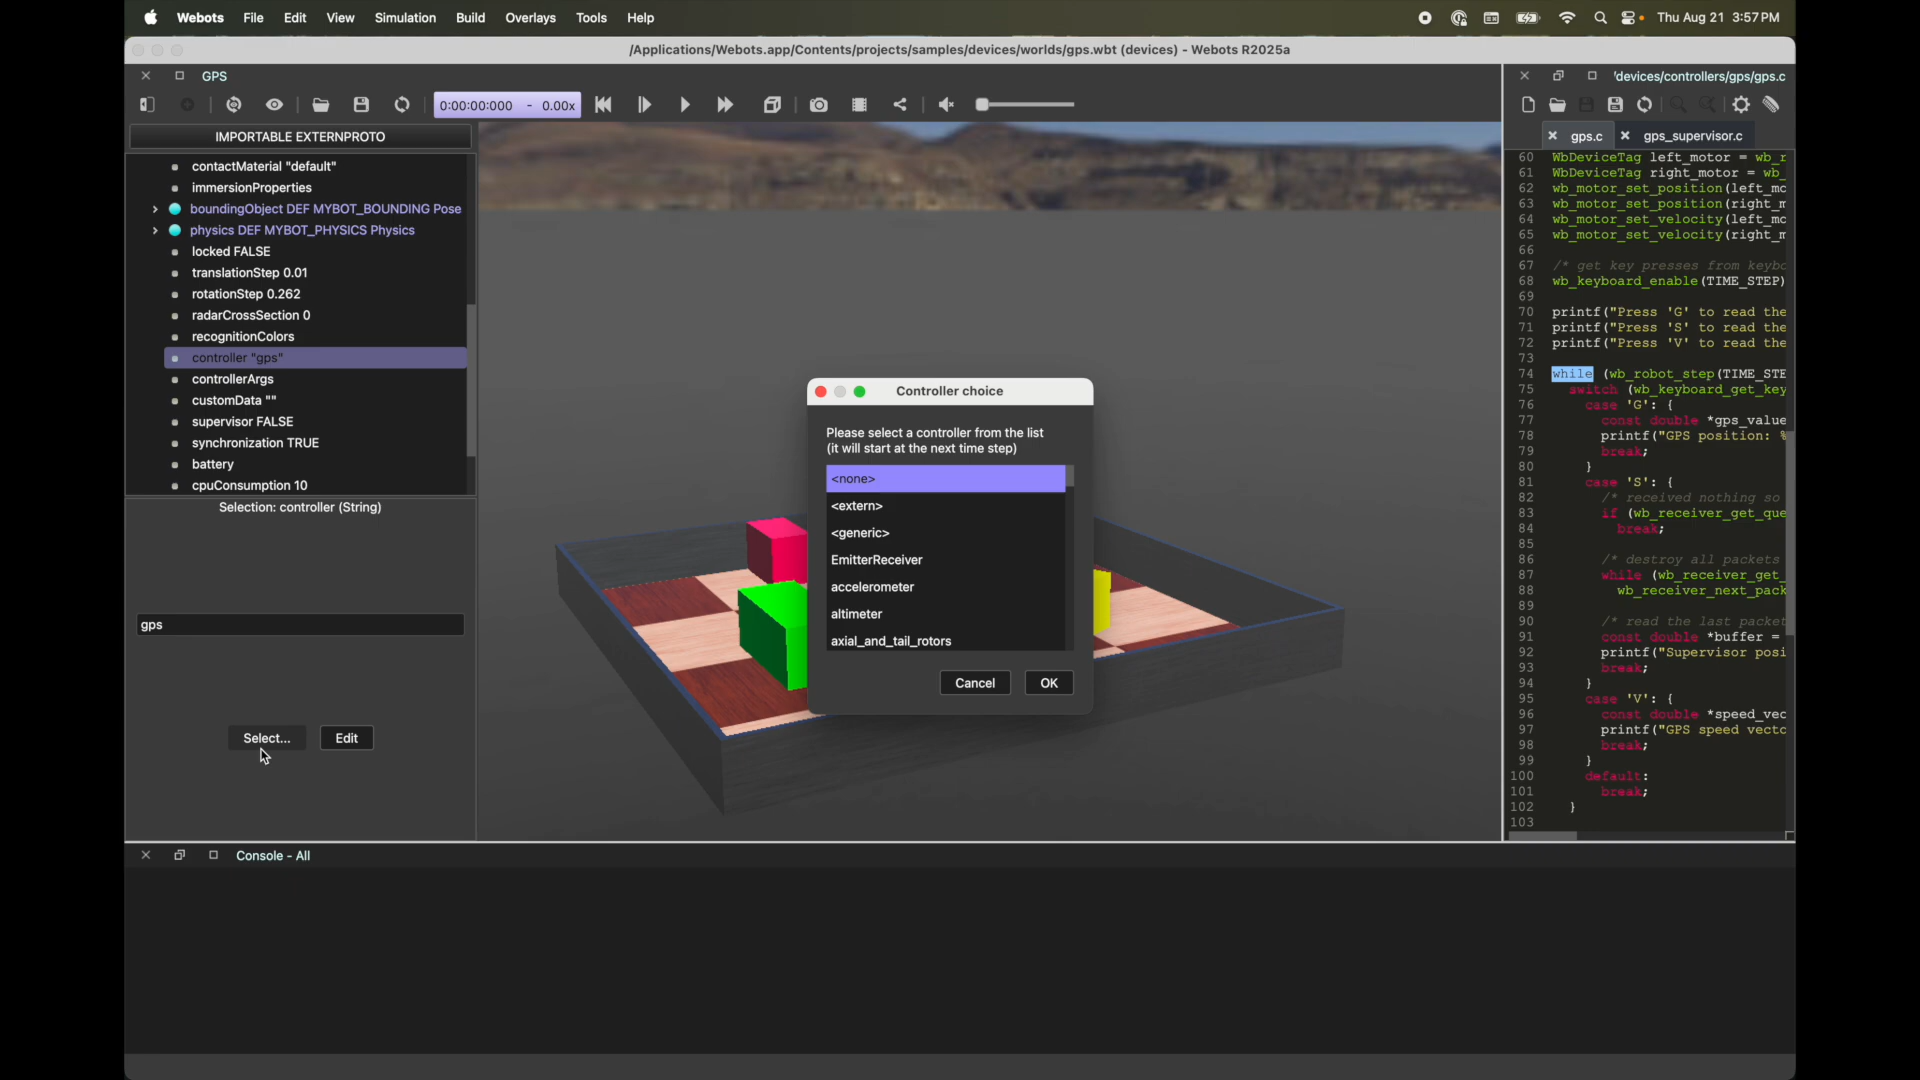 Webots File Edit View Simulation Build Overlays Tools Help Thu Aug 21 3:57 PM
/Applications/Webots.app/Contents/projects/samples/devices/worlds/gps.wbt (devices) - Webots R2025a
GPS
0:00:00:000 - 0.00x
IMPORTABLE EXTERNPROTO
contactMaterial "default"
immersionProperties
boundingObject DEF MYBOT_BOUNDING Pose
physics DEF MYBOT_PHYSICS Physics
locked FALSE
translationStep 0.01
rotationStep 0.262
radarCrossSection 0
recognitionColors
controller "gps"
controllerArgs
customData ""
supervisor FALSE
synchronization TRUE
battery
cpuConsumption 10
Selection: controller (String)
gps
Select... Edit
Controller choice
Please select a controller from the list
(it will start at the next time step)
<none>
<extern>
<generic>
EmitterReceiver
accelerometer
altimeter
axial_and_tail_rotors
Cancel OK
'devices/controllers/gps/gps.c
gps.c gps_supervisor.c
60 WbDeviceTag left_motor = wb_r
61 WbDeviceTag right_motor = wb_
62 wb_motor_set_position(left_mo
63 wb_motor_set_position(right_m
64 wb_motor_set_velocity(left_mo
65 wb_motor_set_velocity(right_m
66
67 /* get key presses from keybo
68 wb_keyboard_enable(TIME_STEP)
69
70 printf("Press 'G' to read the
71 printf("Press 'S' to read the
72 printf("Press 'V' to read the
73
74 while (wb_robot_step(TIME_STE
75 switch (wb_keyboard_get_key
76 case 'G': {
77 const double *gps_value
78 printf("GPS position: %
79 break;
80 }
81 case 'S': {
82 /* received nothing so
83 if (wb_receiver_get_que
84 break;
85
86 /* destroy all packets
87 while (wb_receiver_get_
88 wb_receiver_next_pack
89
90 /* read the last packet
91 const double *buffer =
92 printf("Supervisor posi
93 break;
94 }
95 case 'V': {
96 const double *speed_vec
97 printf("GPS speed vecto
98 break;
99 }
100 default:
101 break;
102 }
103
Console - All